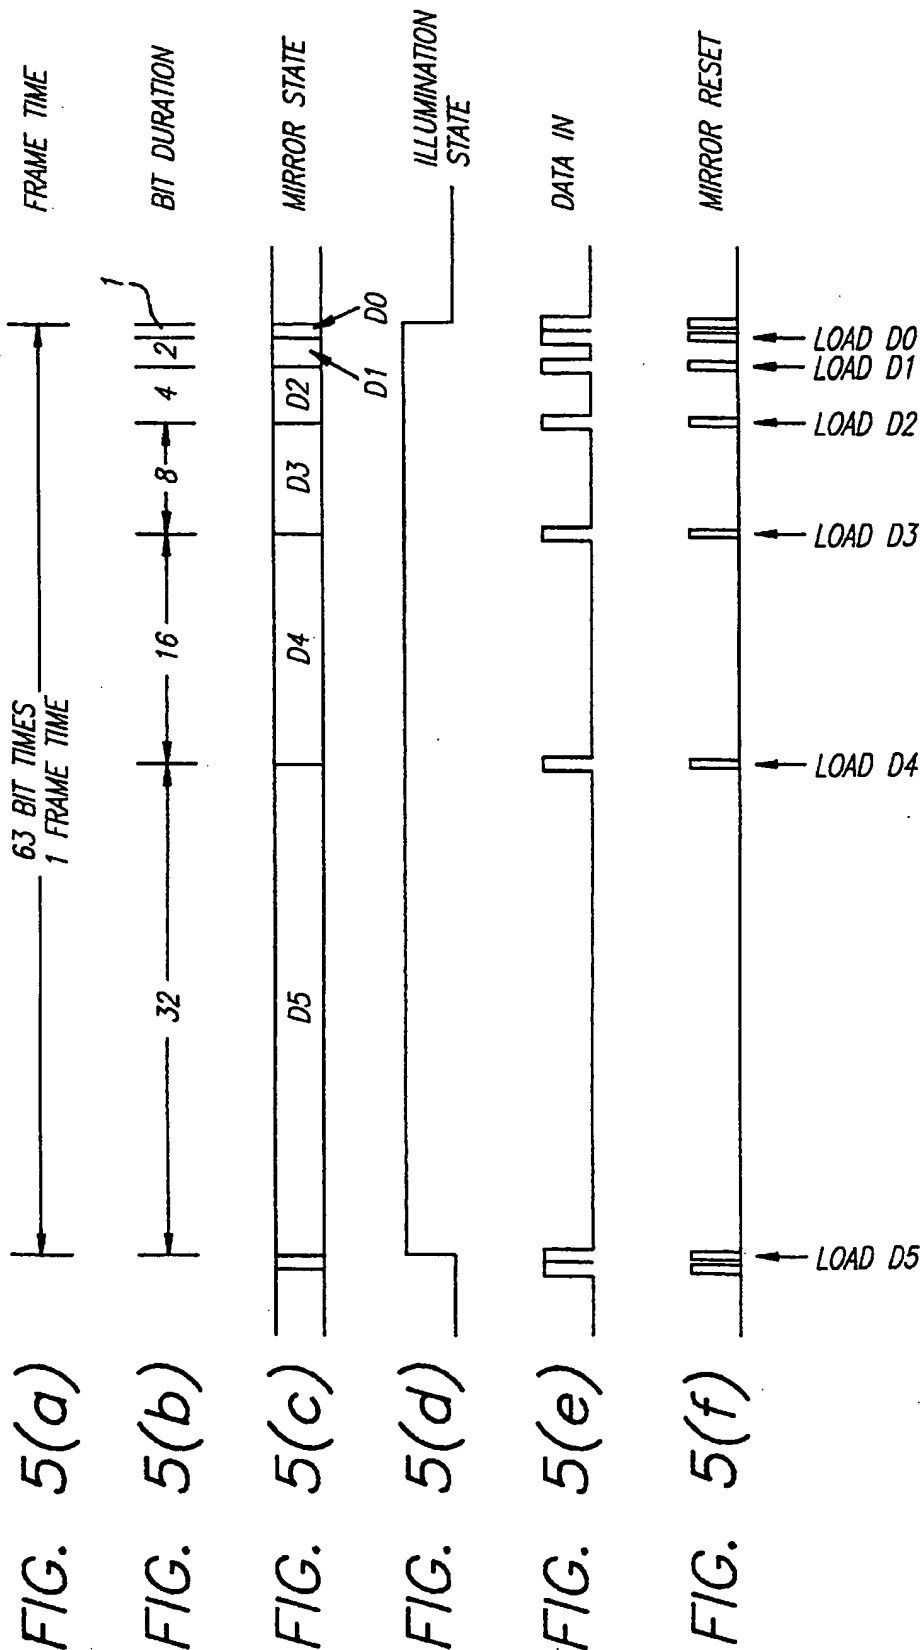 FIG. 5(a)
63 BIT TIMES
1 FRAME TIME
FRAME TIME
FIG. 5(b)
32
16
8
4
2
1
BIT DURATION
FIG. 5(c)
D5
D4
D3
D2
D1
D0
MIRROR STATE
FIG. 5(d)
ILLUMINATION
STATE
FIG. 5(e)
DATA IN
FIG. 5(f)
MIRROR RESET
LOAD D5
LOAD D4
LOAD D3
LOAD D2
LOAD D1
LOAD D0